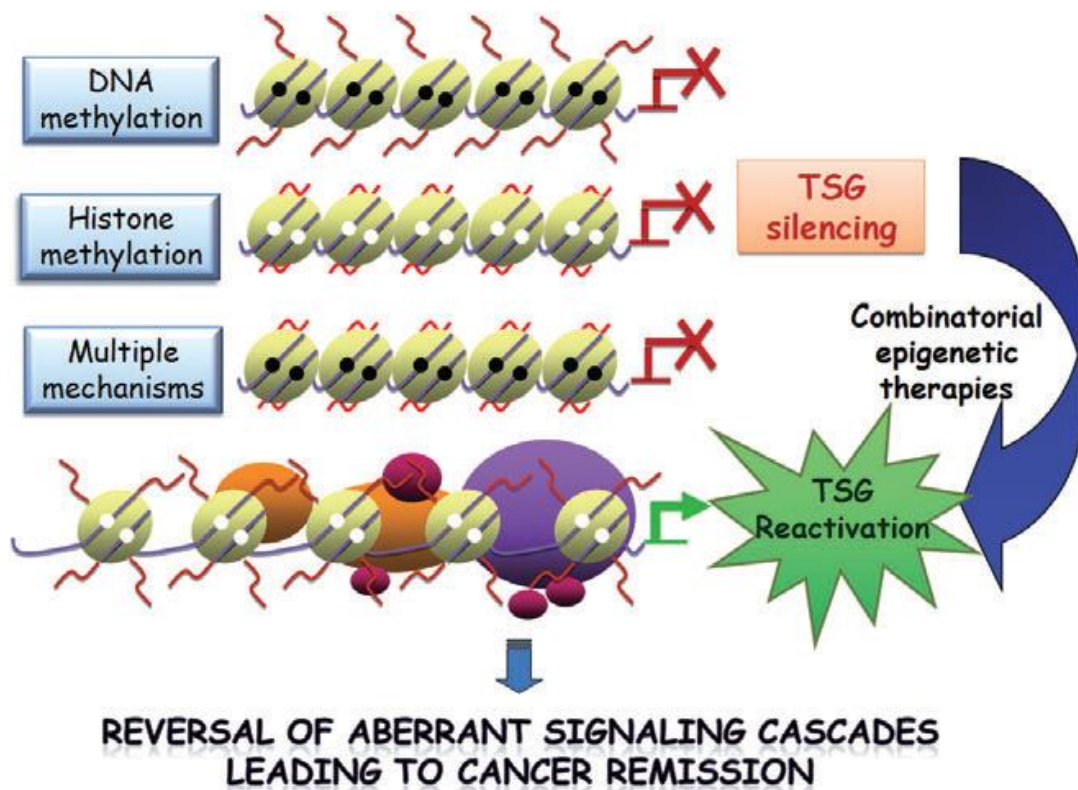 DNA
methylation
Histone
methylation
TSG
silencing
Multiple
mechanisms
Combinatorial
epigenetic
therapies
TSG
Reactivation
REVERSAL OF ABERRANT SIGNALING CASCADES
LEADING TO CANCER REMISSION